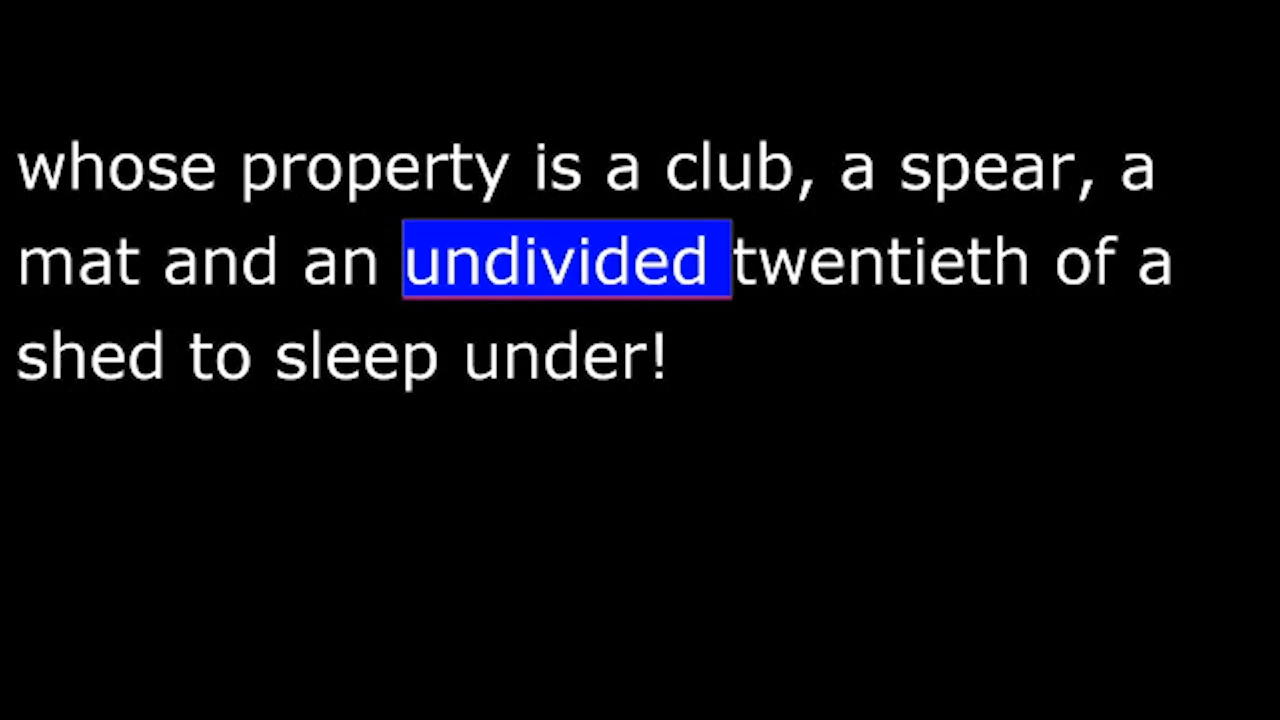 whose property is a club, a spear, a
mat and an undivided twentieth of a
shed to sleep under!